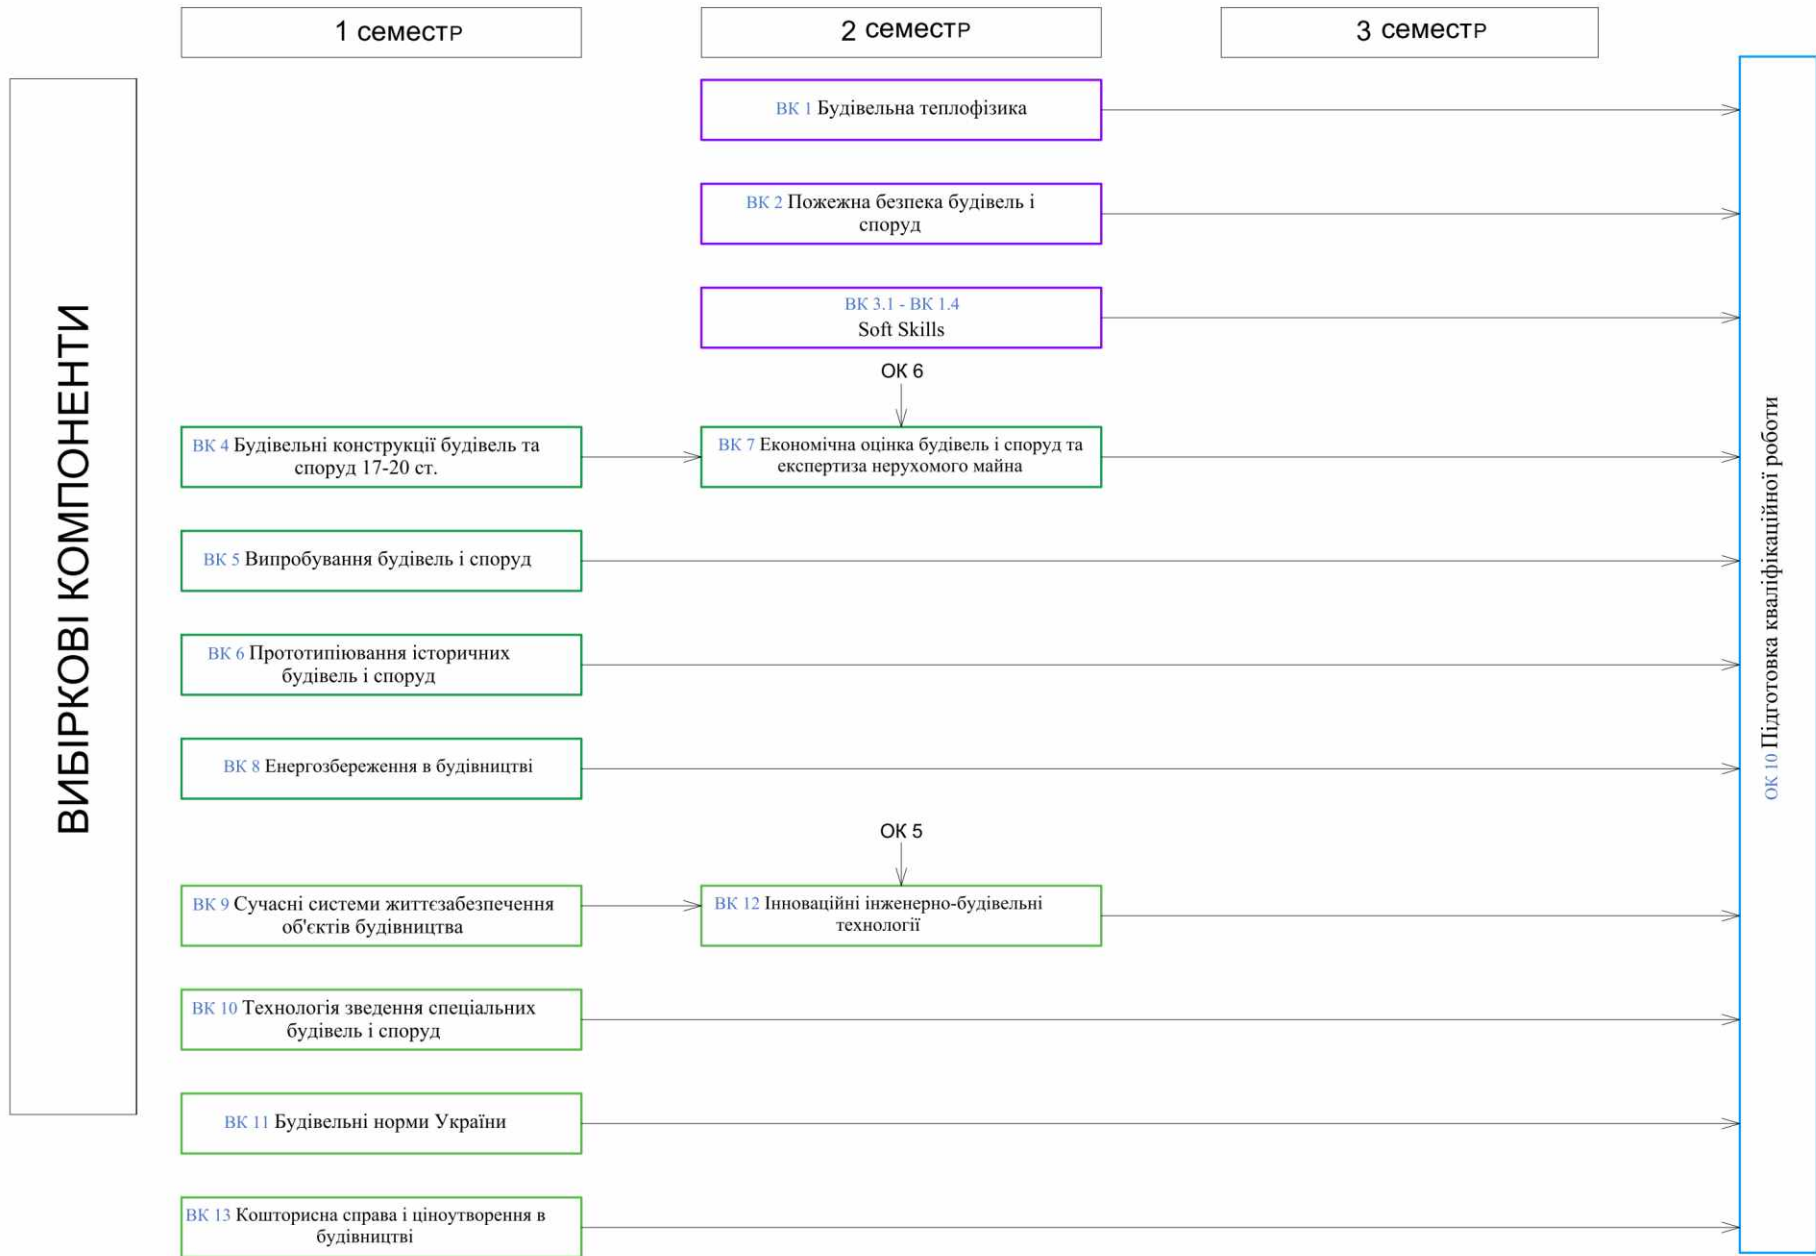 1 семестр
2 семестр
3 семестр
ВИБІРКОВІ КОМПОНЕНТИ
ВК 1 Будівельна теплофізика
ВК 2 Пожежна безпека будівель і
споруд
ВК 3.1 - ВК 1.4
Soft Skills
ОК 6
ВК 4 Будівельні конструкції будівель та
споруд 17-20 ст.
ВК 7 Економічна оцінка будівель і споруд та
експертиза нерухомого майна
ВК 5 Випробування будівель і споруд
ВК 6 Прототипіювання історичних
будівель і споруд
ВК 8 Енергозбереження в будівництві
ОК 5
ВК 9 Сучасні системи життєзабезпечення
об'єктів будівництва
ВК 12 Інноваційні інженерно-будівельні
технології
ВК 10 Технологія зведення спеціальних
будівель і споруд
ВК 11 Будівельні норми України
ВК 13 Кошторисна справа і ціноутворення в
будівництві
ОК 10 Підготовка кваліфікаційної роботи